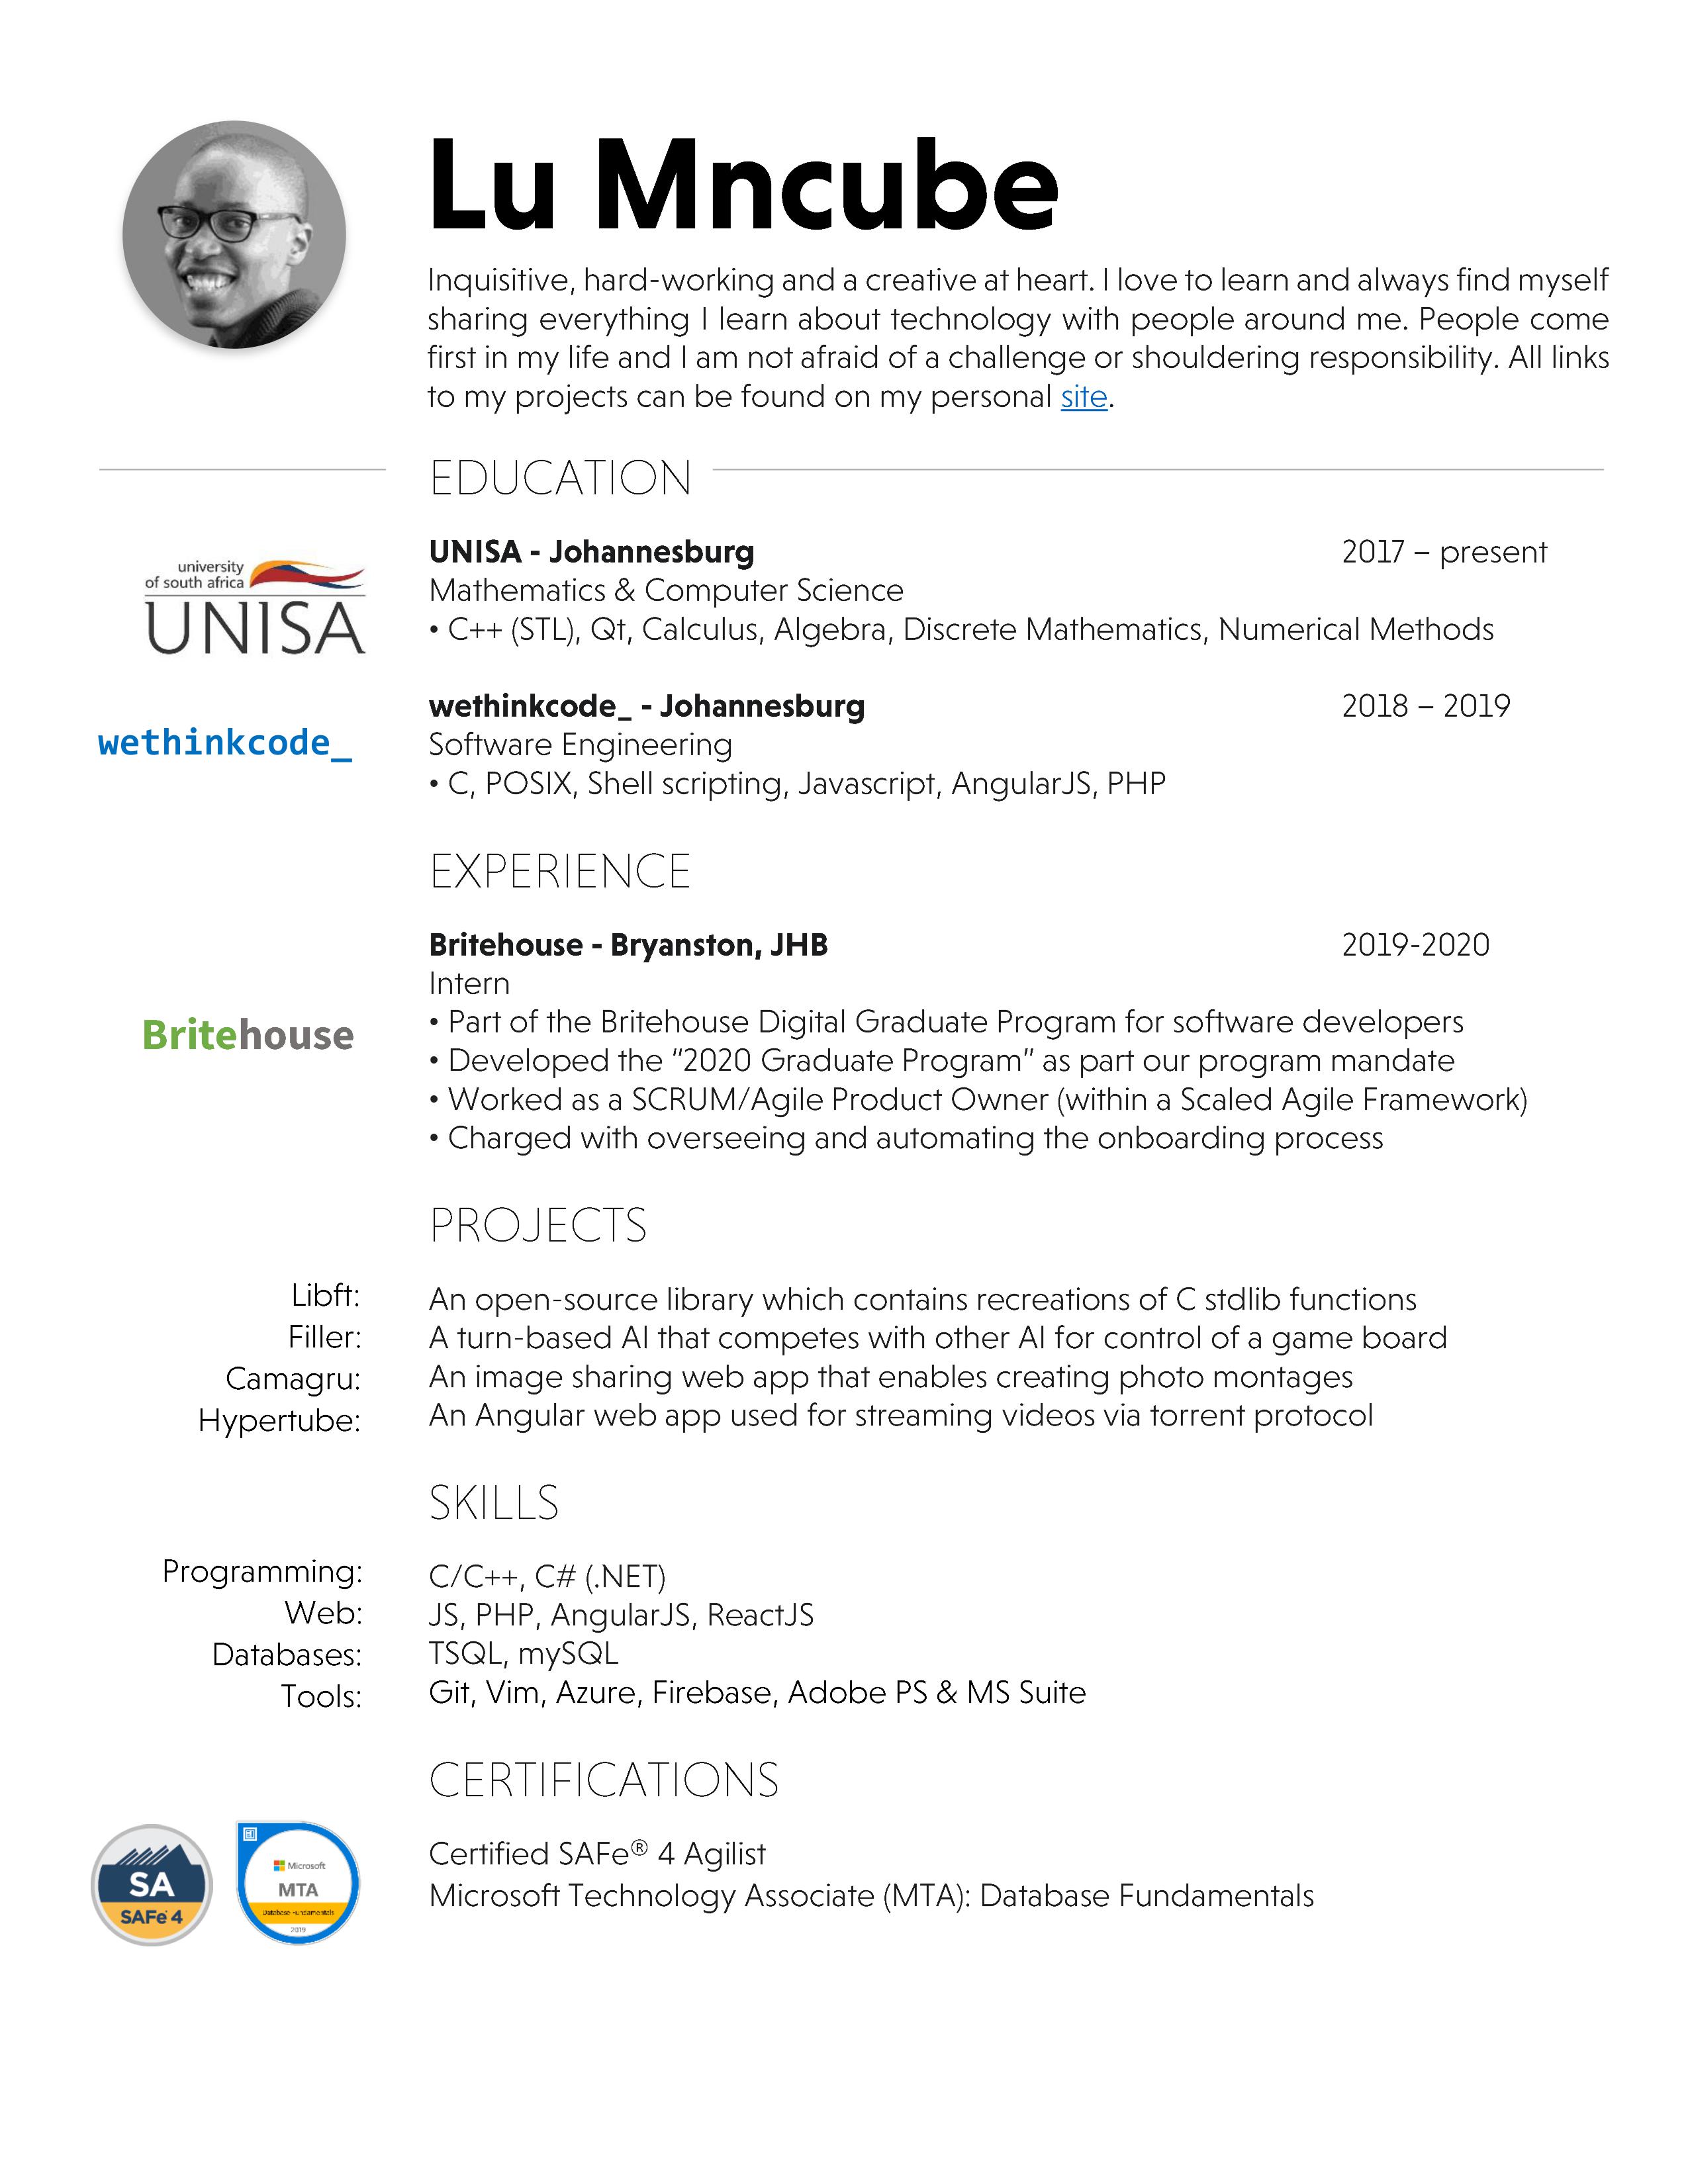 Lu Mncube
Inquisitive, hard-working and a creative at heart. I love to learn and always find myself
sharing everything I learn about technology with people around me. People come
first in my life and I am not afraid of a challenge or shouldering responsibility. All links
to my projects can be found on my personal site.
EDUCATION
university
of south africa
UNISA
UNISA - Johannesburg 2017 – present
Mathematics & Computer Science
• C++ (STL), Qt, Calculus, Algebra, Discrete Mathematics, Numerical Methods
wethinkcode_
wethinkcode_ - Johannesburg 2018 – 2019
Software Engineering
• C, POSIX, Shell scripting, Javascript, AngularJS, PHP
EXPERIENCE
Britehouse
Britehouse - Bryanston, JHB 2019-2020
Intern
• Part of the Britehouse Digital Graduate Program for software developers
• Developed the “2020 Graduate Program” as part our program mandate
• Worked as a SCRUM/Agile Product Owner (within a Scaled Agile Framework)
• Charged with overseeing and automating the onboarding process
PROJECTS
Libft: An open-source library which contains recreations of C stdlib functions
Filler: A turn-based AI that competes with other AI for control of a game board
Camagru: An image sharing web app that enables creating photo montages
Hypertube: An Angular web app used for streaming videos via torrent protocol
SKILLS
Programming: C/C++, C# (.NET)
Web: JS, PHP, AngularJS, ReactJS
Databases: TSQL, mySQL
Tools: Git, Vim, Azure, Firebase, Adobe PS & MS Suite
CERTIFICATIONS
SA
SAFe 4
Microsoft
MTA
Database Fundamentals
2019
Certified SAFe® 4 Agilist
Microsoft Technology Associate (MTA): Database Fundamentals